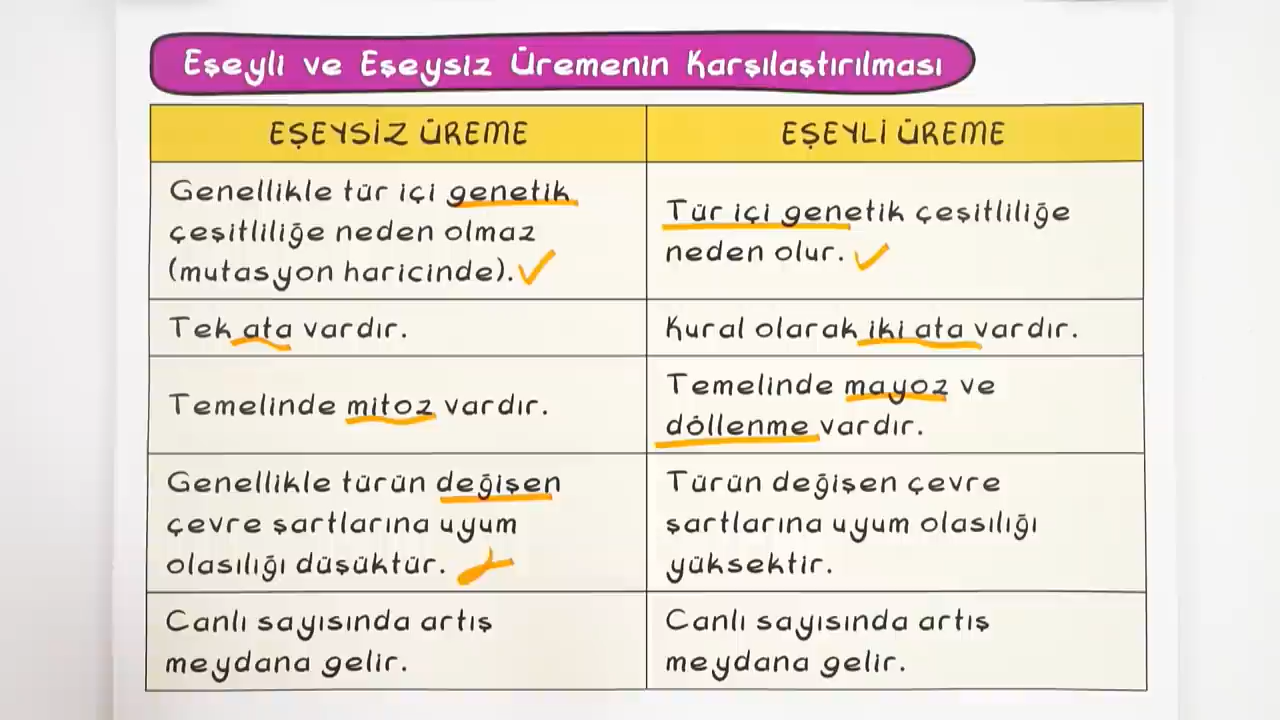 Eşeyli ve Eşeysiz Üremenin Karşılaştırılması
EŞEYSİZ ÜREME
EŞEYLİ ÜREME
Genellikle tür içi genetik
çeşitliliğe neden olmaz
(mutasyon haricinde).
Tür içi genetik çeşitliliğe
neden olur.
Tek ata vardır.
Kural olarak iki ata vardır.
Temelinde mitoz vardır.
Temelinde mayoz ve
döllenme vardır.
Genellikle türün değişen
çevre şartlarına uyum
olasılığı düşüktür.
Türün değişen çevre
şartlarına uyum olasılığı
yüksektir.
Canlı sayısında artış
meydana gelir.
Canlı sayısında artış
meydana gelir.